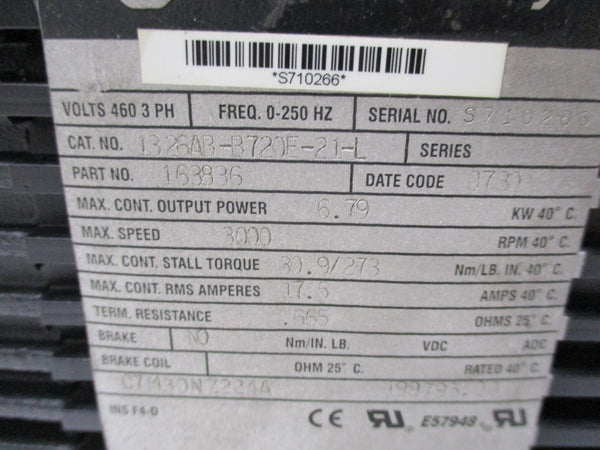 *S710266*
VOLTS 460 3 PH FREQ. 0-250 HZ SERIAL NO. S710266
CAT. NO. 1326AB-B720E-21-L SERIES
PART NO. 163936 DATE CODE
MAX. CONT. OUTPUT POWER 6.79 KW 40° C.
MAX. SPEED 3000 RPM 40° C.
MAX. CONT. STALL TORQUE 30.9/273 Nm/LB. IN. 40° C.
MAX. CONT. RMS AMPERES 17.5 AMPS 40° C.
TERM. RESISTANCE .665 OHMS 25° C.
BRAKE NO Nm/IN. LB. VDC ADC
BRAKE COIL OHM 25° C. RATED 40° C.
INS F4-D CE RU E57948 RU